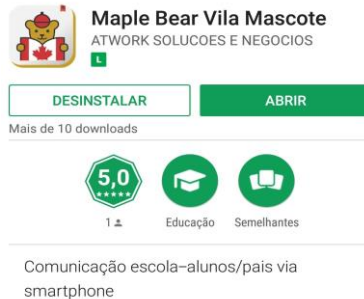 Maple Bear Vila Mascote
ATWORK SOLUCOES E NEGOCIOS
L
DESINSTALAR
ABRIR
Mais de 10 downloads
5,0
1
Educação
Semelhantes
Comunicação escola–alunos/pais via
smartphone